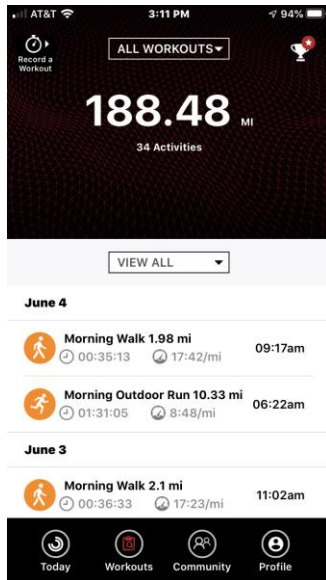 AT&T 3:11 PM 94%
Record a
Workout
ALL WORKOUTS
188.48 MI
34 Activities
VIEW ALL
June 4
Morning Walk 1.98 mi
00:35:13 17:42/mi
09:17am
Morning Outdoor Run 10.33 mi
01:31:05 8:48/mi
06:22am
June 3
Morning Walk 2.1 mi
00:36:33 17:23/mi
11:02am
Today Workouts Community Profile